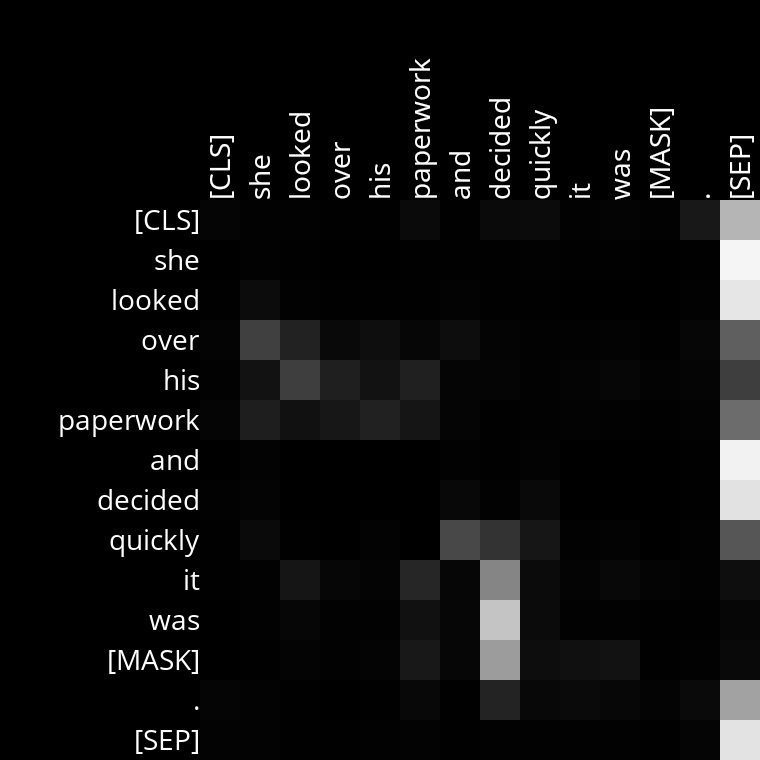 [CLS] she looked over his paperwork and decided quickly it was [MASK] . [SEP]
[CLS]
she
looked
over
his
paperwork
and
decided
quickly
it
was
[MASK]
.
[SEP]